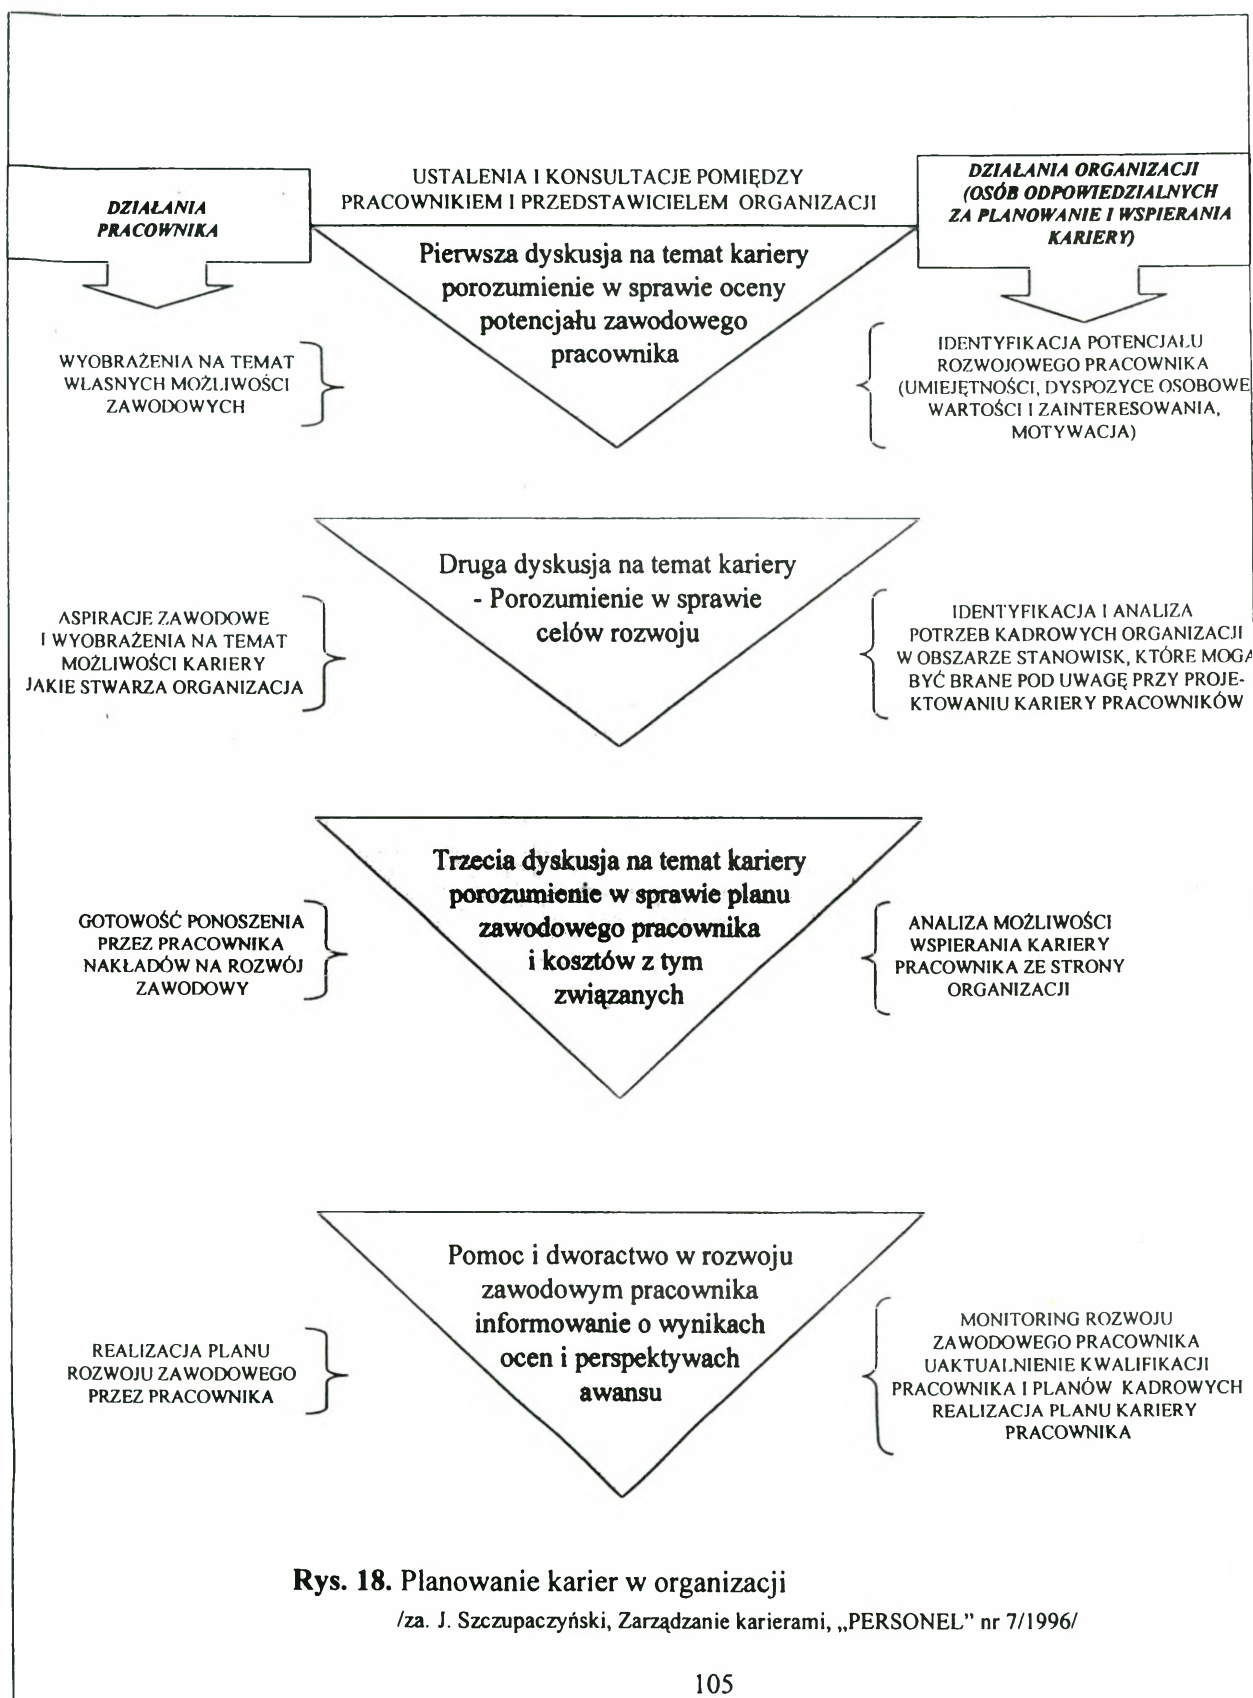 USTALENIA I KONSULTACJE POMIĘDZY
PRACOWNIKIEM I PRZEDSTAWICIELEM ORGANIZACJI
DZIAŁANIA
PRACOWNIKA
DZIAŁANIA ORGANIZACJI
(OSÓB ODPOWIEDZIALNYCH
ZA PLANOWANIE I WSPIERANIA
KARIERY)
Pierwsza dyskusja na temat kariery
porozumienie w sprawie oceny
potencjału zawodowego
pracownika
WYOBRAŻENIA NA TEMAT
WŁASNYCH MOŻLIWOŚCI
ZAWODOWYCH
IDENTYFIKACJA POTENCJAŁU
ROZWOJOWEGO PRACOWNIKA
(UMIEJĘTNOŚCI, DYSPOZYCE OSOBOWE
WARTOŚCI I ZAINTERESOWANIA,
MOTYWACJA)
Druga dyskusja na temat kariery
- Porozumienie w sprawie
celów rozwoju
ASPIRACJE ZAWODOWE
I WYOBRAŻENIA NA TEMAT
MOŻLIWOŚCI KARIERY
JAKIE STWARZA ORGANIZACJA
IDENTYFIKACJA I ANALIZA
POTRZEB KADROWYCH ORGANIZACJI
W OBSZARZE STANOWISK, KTÓRE MOGA
BYĆ BRANE POD UWAGĘ PRZY PROJE-
KTOWANIU KARIERY PRACOWNIKÓW
Trzecia dyskusja na temat kariery
porozumienie w sprawie planu
zawodowego pracownika
i kosztów z tym
związanych
GOTOWOŚĆ PONOSZENIA
PRZEZ PRACOWNIKA
NAKŁADÓW NA ROZWÓJ
ZAWODOWY
ANALIZA MOŻLIWOŚCI
WSPIERANIA KARIERY
PRACOWNIKA ZE STRONY
ORGANIZACJI
Pomoc i dworactwo w rozwoju
zawodowym pracownika
informowanie o wynikach
ocen i perspektywach
awansu
REALIZACJA PLANU
ROZWOJU ZAWODOWEGO
PRZEZ PRACOWNIKA
MONITORING ROZWOJU
ZAWODOWEGO PRACOWNIKA
UAKTUALNIENIE KWALIFIKACJI
PRACOWNIKA I PLANÓW KADROWYCH
REALIZACJA PLANU KARIERY
PRACOWNIKA
Rys. 18. Planowanie karier w organizacji
/za. J. Szczupaczyński, Zarządzanie karierami, „PERSONEL” nr 7/1996/
105